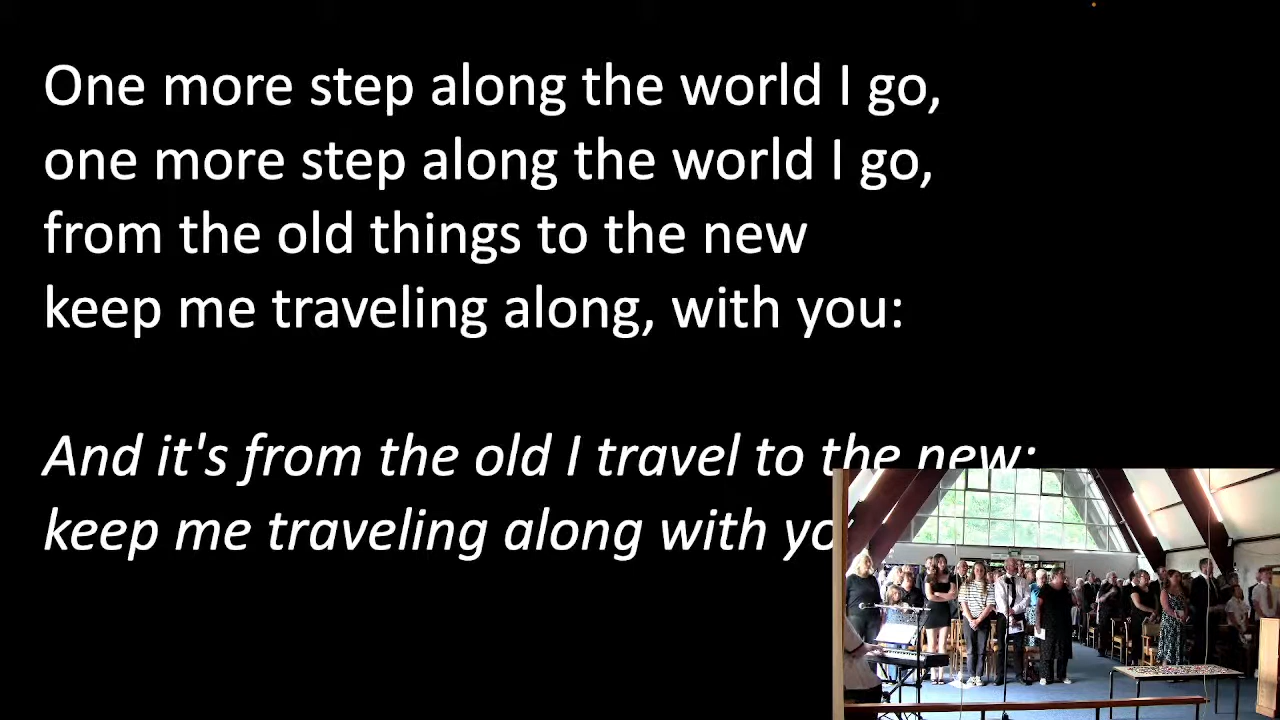 One more step along the world I go,
one more step along the world I go,
from the old things to the new
keep me traveling along, with you:
And it's from the old I travel to the new;
keep me traveling along with yo